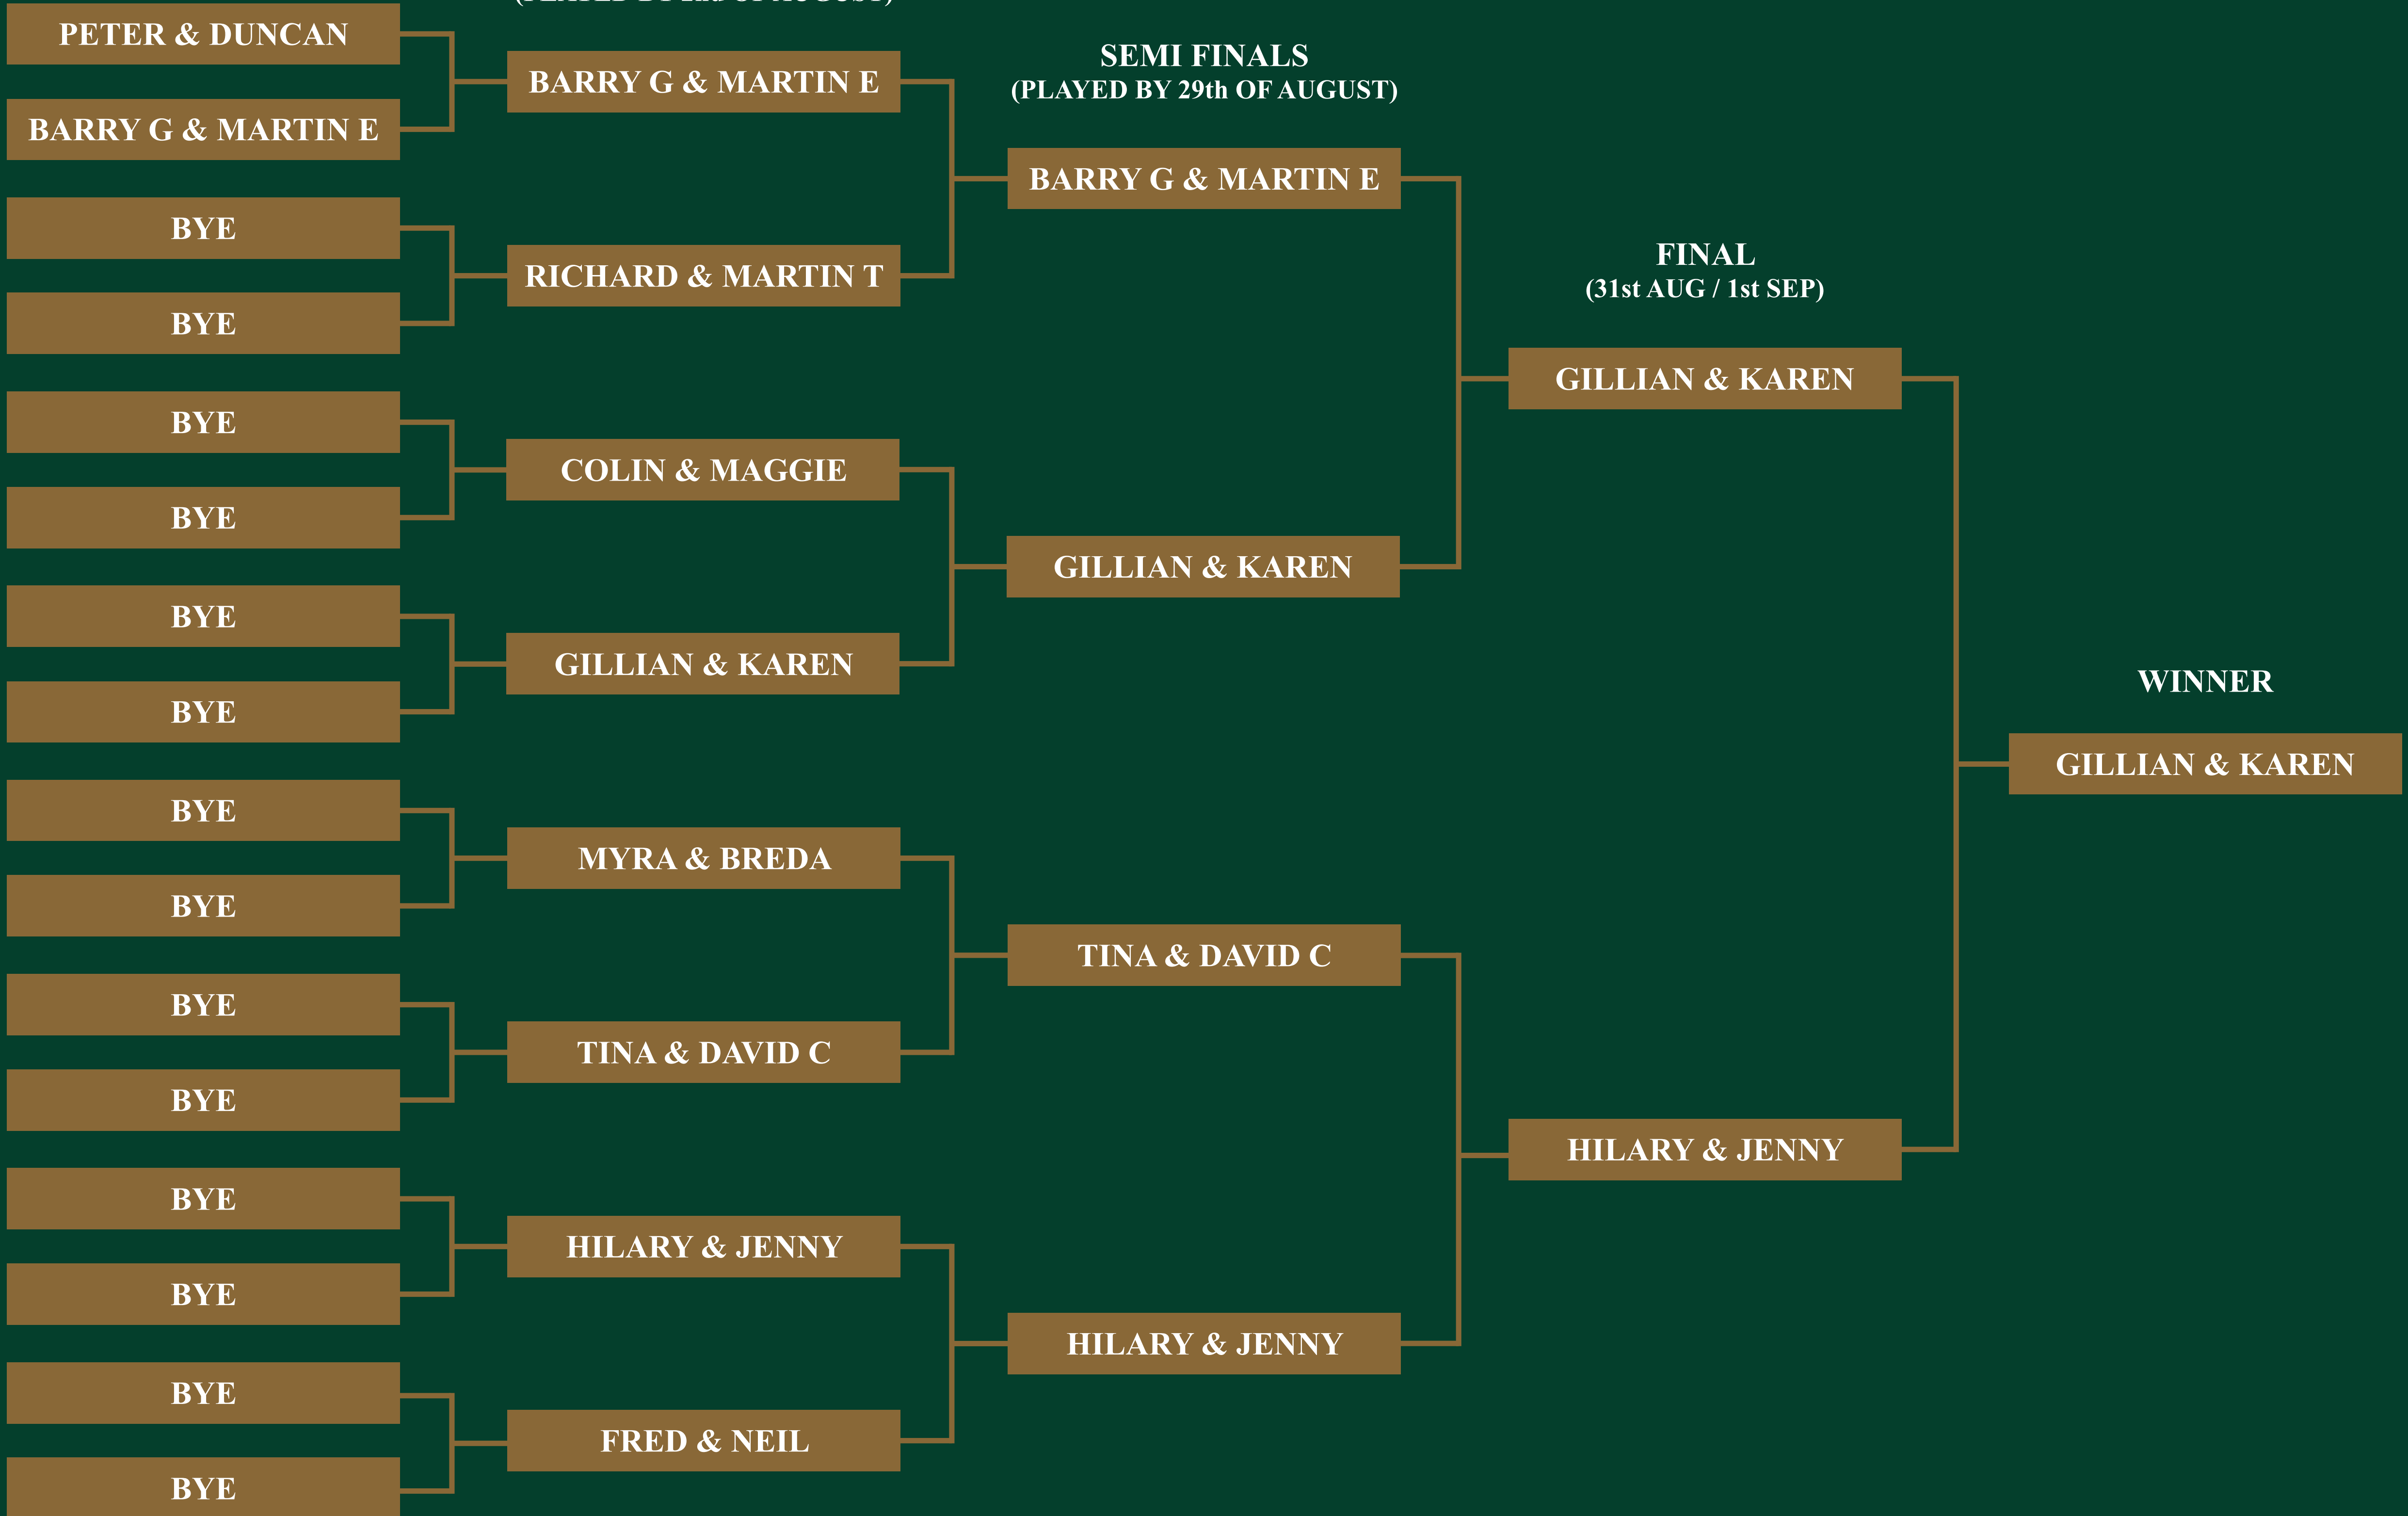 PETER & DUNCAN
BARRY G & MARTIN E
BYE
BYE
BYE
BYE
BYE
BYE
BYE
BYE
BYE
BYE
BYE
BYE
BYE
BYE
BARRY G & MARTIN E
RICHARD & MARTIN T
COLIN & MAGGIE
GILLIAN & KAREN
MYRA & BREDA
TINA & DAVID C
HILARY & JENNY
FRED & NEIL
SEMI FINALS
(PLAYED BY 29th OF AUGUST)
BARRY G & MARTIN E
GILLIAN & KAREN
TINA & DAVID C
HILARY & JENNY
FINAL
(31st AUG / 1st SEP)
GILLIAN & KAREN
HILARY & JENNY
WINNER
GILLIAN & KAREN